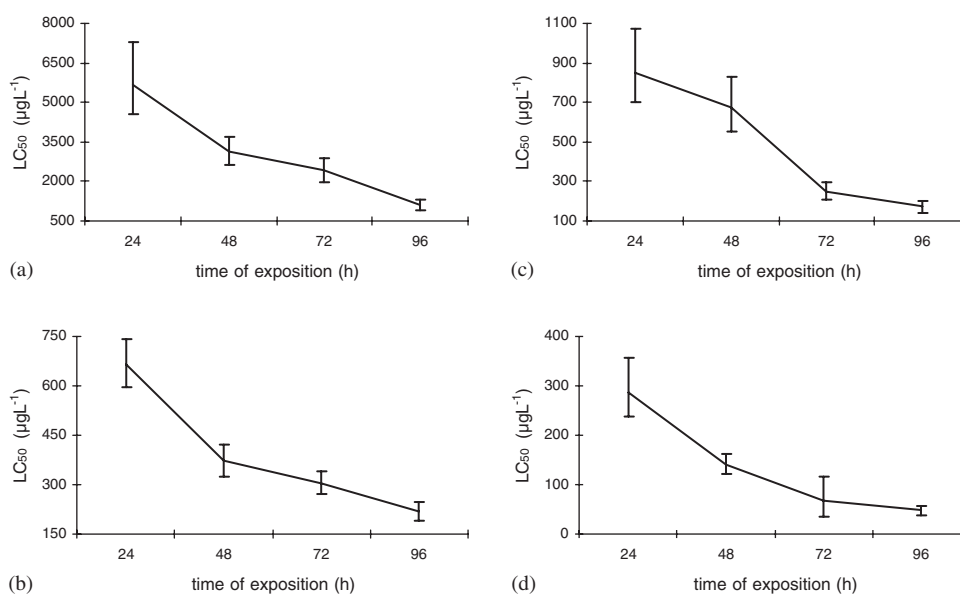 8000
6500
5000
3500
2000
500
LC50 (µgL-1)
24 48 72 96
time of exposition (h)
(a)
1100
900
700
500
300
100
LC50 (µgL-1)
24 48 72 96
time of exposition (h)
(c)
750
600
450
300
150
LC50 (µgL-1)
24 48 72 96
time of exposition (h)
(b)
400
300
200
100
0
LC50 (µgL-1)
24 48 72 96
time of exposition (h)
(d)